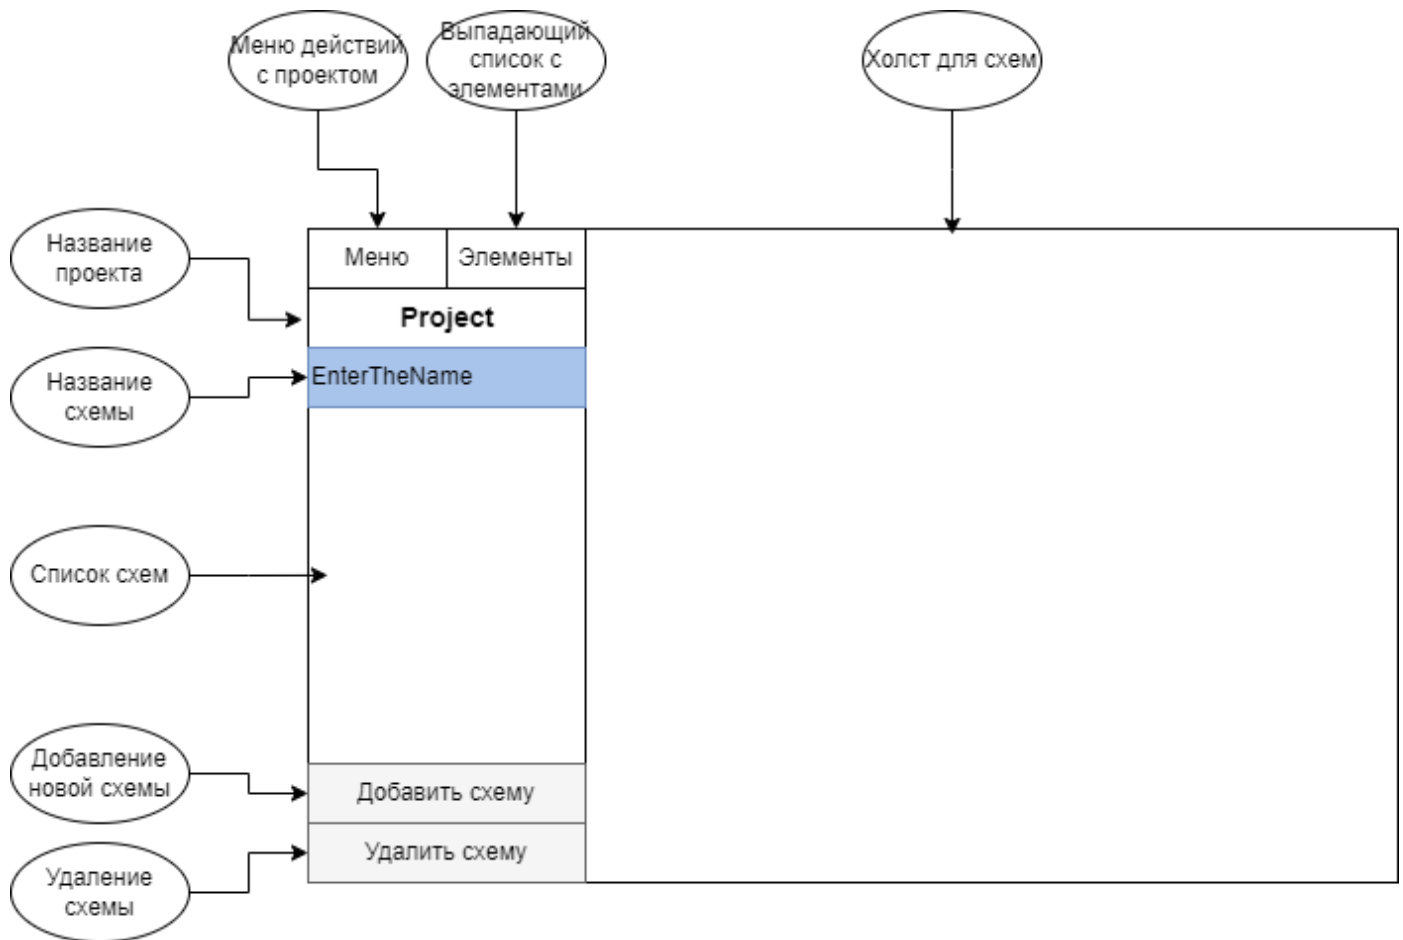 Меню действий
с проектом
Выпадающий
список с
элементами
Холст для схем
Название
проекта
Меню
Элементы
Project
Название
схемы
EnterTheName
Список схем
Добавление
новой схемы
Добавить схему
Удаление
схемы
Удалить схему